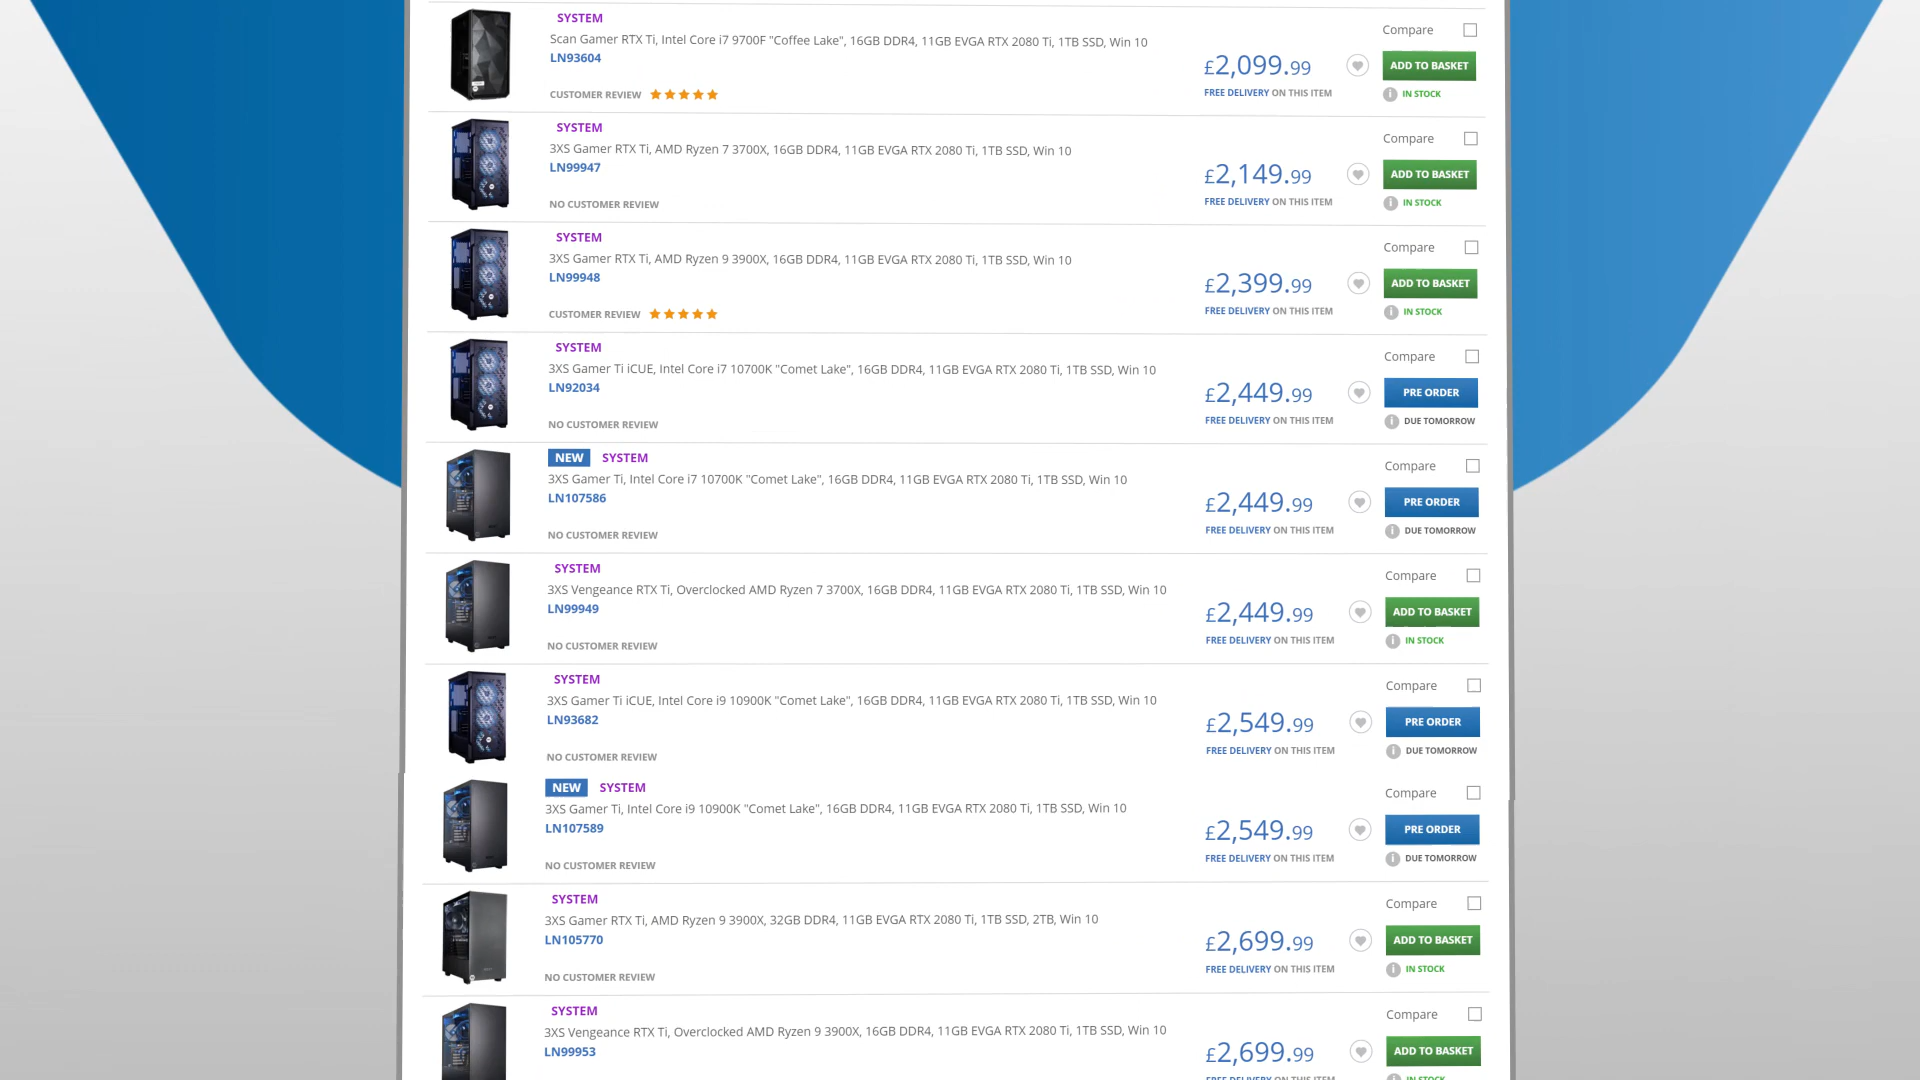 SYSTEM
Scan Gamer RTX Ti, Intel Core i7 9700F "Coffee Lake", 16GB DDR4, 11GB EVGA RTX 2080 Ti, 1TB SSD, Win 10
LN93604
CUSTOMER REVIEW
£2,099.99
FREE DELIVERY ON THIS ITEM
Compare
ADD TO BASKET
IN STOCK
SYSTEM
3XS Gamer RTX Ti, AMD Ryzen 7 3700X, 16GB DDR4, 11GB EVGA RTX 2080 Ti, 1TB SSD, Win 10
LN99947
NO CUSTOMER REVIEW
£2,149.99
FREE DELIVERY ON THIS ITEM
Compare
ADD TO BASKET
IN STOCK
SYSTEM
3XS Gamer RTX Ti, AMD Ryzen 9 3900X, 16GB DDR4, 11GB EVGA RTX 2080 Ti, 1TB SSD, Win 10
LN99948
CUSTOMER REVIEW
£2,399.99
FREE DELIVERY ON THIS ITEM
Compare
ADD TO BASKET
IN STOCK
SYSTEM
3XS Gamer Ti iCUE, Intel Core i7 10700K "Comet Lake", 16GB DDR4, 11GB EVGA RTX 2080 Ti, 1TB SSD, Win 10
LN92034
NO CUSTOMER REVIEW
£2,449.99
FREE DELIVERY ON THIS ITEM
Compare
PRE ORDER
DUE TOMORROW
NEW SYSTEM
3XS Gamer Ti, Intel Core i7 10700K "Comet Lake", 16GB DDR4, 11GB EVGA RTX 2080 Ti, 1TB SSD, Win 10
LN107586
NO CUSTOMER REVIEW
£2,449.99
FREE DELIVERY ON THIS ITEM
Compare
PRE ORDER
DUE TOMORROW
SYSTEM
3XS Vengeance RTX Ti, Overclocked AMD Ryzen 7 3700X, 16GB DDR4, 11GB EVGA RTX 2080 Ti, 1TB SSD, Win 10
LN99949
NO CUSTOMER REVIEW
£2,449.99
FREE DELIVERY ON THIS ITEM
Compare
ADD TO BASKET
IN STOCK
SYSTEM
3XS Gamer Ti iCUE, Intel Core i9 10900K "Comet Lake", 16GB DDR4, 11GB EVGA RTX 2080 Ti, 1TB SSD, Win 10
LN93682
NO CUSTOMER REVIEW
£2,549.99
FREE DELIVERY ON THIS ITEM
Compare
PRE ORDER
DUE TOMORROW
NEW SYSTEM
3XS Gamer Ti, Intel Core i9 10900K "Comet Lake", 16GB DDR4, 11GB EVGA RTX 2080 Ti, 1TB SSD, Win 10
LN107589
NO CUSTOMER REVIEW
£2,549.99
FREE DELIVERY ON THIS ITEM
Compare
PRE ORDER
DUE TOMORROW
SYSTEM
3XS Gamer RTX Ti, AMD Ryzen 9 3900X, 32GB DDR4, 11GB EVGA RTX 2080 Ti, 1TB SSD, 2TB, Win 10
LN105770
NO CUSTOMER REVIEW
£2,699.99
FREE DELIVERY ON THIS ITEM
Compare
ADD TO BASKET
IN STOCK
SYSTEM
3XS Vengeance RTX Ti, Overclocked AMD Ryzen 9 3900X, 16GB DDR4, 11GB EVGA RTX 2080 Ti, 1TB SSD, Win 10
LN99953
£2,699.99
FREE DELIVERY ON THIS ITEM
Compare
ADD TO BASKET
IN STOCK